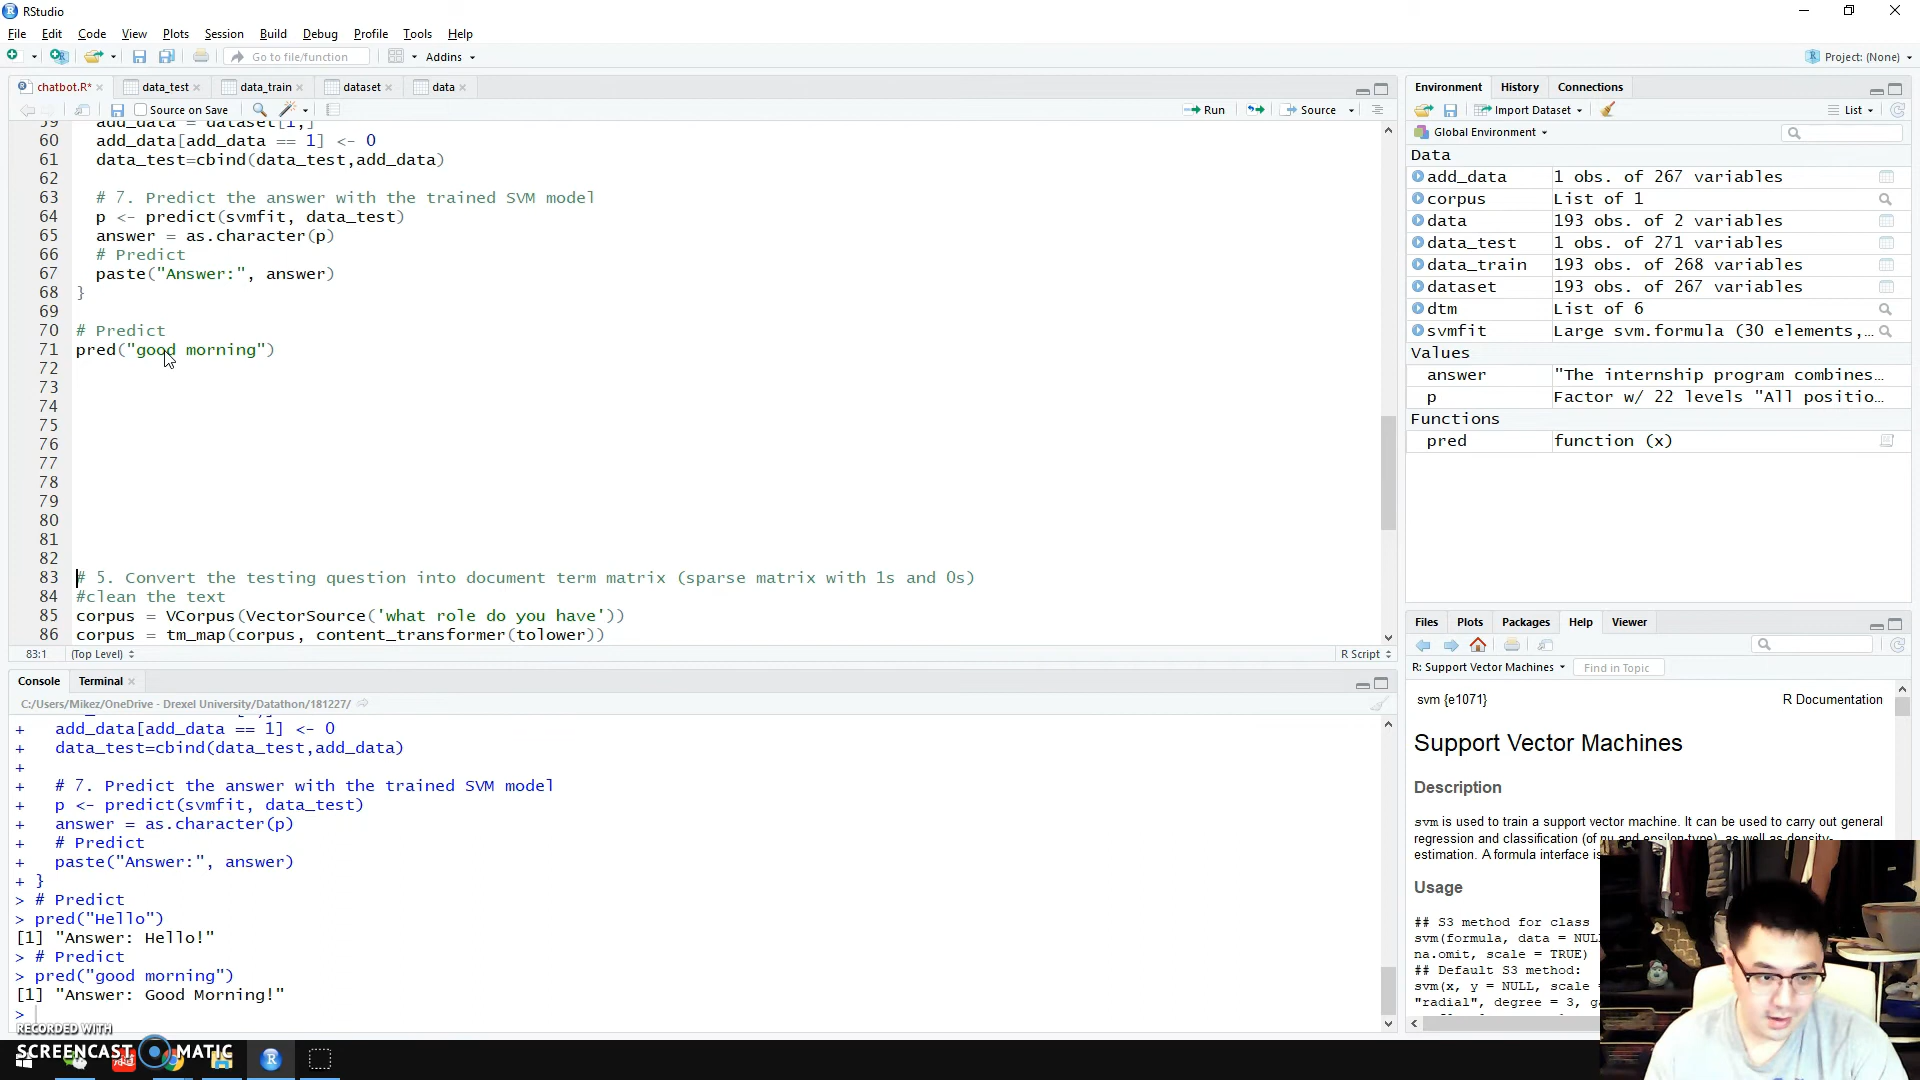 RStudio
File Edit Code View Plots Session Build Debug Profile Tools Help
Go to file/function Addins Project: (None)
chatbot.R* data_test data_train dataset data
Source on Save Run Source
59 add_data = dataset[1,]
60 add_data[add_data == 1] <- 0
61 data_test=cbind(data_test,add_data)
62
63 # 7. Predict the answer with the trained SVM model
64 p <- predict(svmfit, data_test)
65 answer = as.character(p)
66 # Predict
67 paste("Answer:", answer)
68 }
69
70 # Predict
71 pred("good morning")
72
73
74
75
76
77
78
79
80
81
82
83 # 5. Convert the testing question into document term matrix (sparse matrix with 1s and 0s)
84 #clean the text
85 corpus = VCorpus(VectorSource('what role do you have'))
86 corpus = tm_map(corpus, content_transformer(tolower))
83:1 (Top Level) R Script
Console Terminal
C:/Users/Mikez/OneDrive - Drexel University/Datathon/181227/
+ add_data[add_data == 1] <- 0
+ data_test=cbind(data_test,add_data)
+
+ # 7. Predict the answer with the trained SVM model
+ p <- predict(svmfit, data_test)
+ answer = as.character(p)
+ # Predict
+ paste("Answer:", answer)
+ }
> # Predict
> pred("Hello")
[1] "Answer: Hello!"
> # Predict
> pred("good morning")
[1] "Answer: Good Morning!"
>
Environment History Connections
Import Dataset List
Global Environment
Data
add_data 1 obs. of 267 variables
corpus List of 1
data 193 obs. of 2 variables
data_test 1 obs. of 271 variables
data_train 193 obs. of 268 variables
dataset 193 obs. of 267 variables
dtm List of 6
svmfit Large svm.formula (30 elements,…
Values
answer "The internship program combines…
p Factor w/ 22 levels "All positio…
Functions
pred function (x)
Files Plots Packages Help Viewer
R: Support Vector Machines Find in Topic
svm {e1071} R Documentation
Support Vector Machines
Description
svm is used to train a support vector machine. It can be used to carry out general
regression and classification (of nu and epsilon-type), as well as density-
estimation. A formula interface is
Usage
## S3 method for class
svm(formula, data = NUL
na.omit, scale = TRUE)
## Default S3 method:
svm(x, y = NULL, scale =
"radial", degree = 3, ga
RECORDED WITH
SCREENCAST MATIC